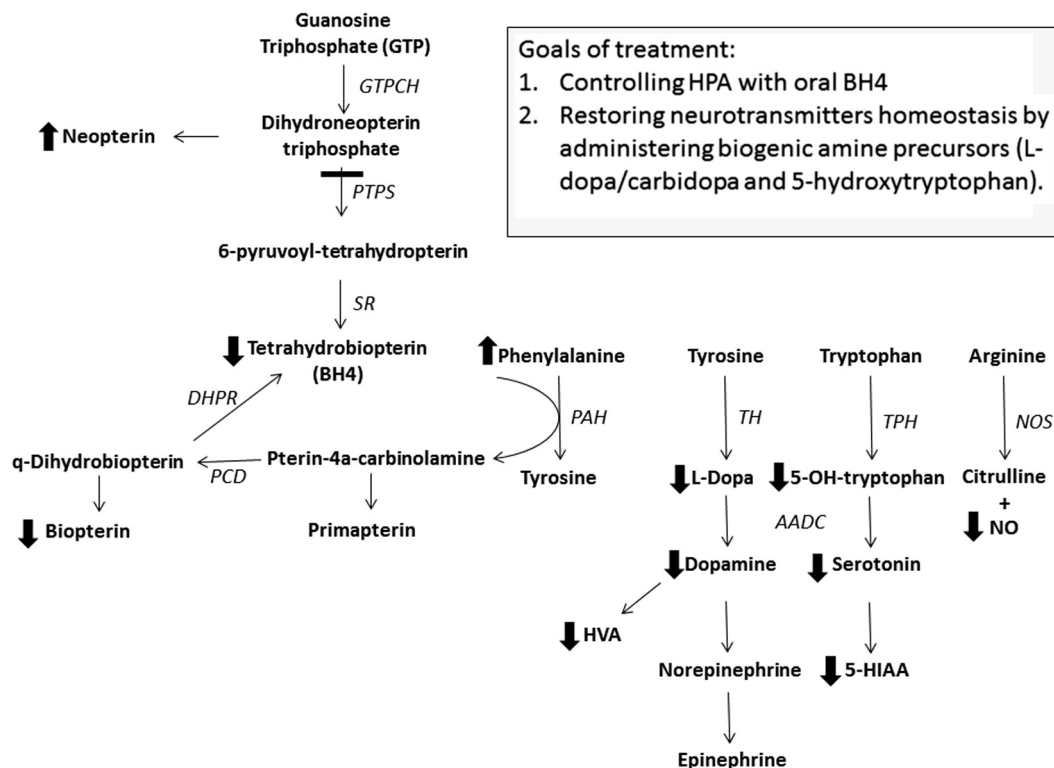 Guanosine
Triphosphate (GTP)
GTPCH
Neopterin
Dihydroneopterin
triphosphate
PTPS
6-pyruvoyl-tetrahydropterin
SR
Tetrahydrobiopterin
(BH4)
DHPR
q-Dihydrobiopterin
PCD
Pterin-4a-carbinolamine
Biopterin
Primapterin
Goals of treatment:
1. Controlling HPA with oral BH4
2. Restoring neurotransmitters homeostasis by
administering biogenic amine precursors (L-
dopa/carbidopa and 5-hydroxytryptophan).
Phenylalanine
PAH
Tyrosine
Tyrosine
TH
L-Dopa
AADC
Dopamine
HVA
Norepinephrine
Epinephrine
Tryptophan
TPH
5-OH-tryptophan
Serotonin
5-HIAA
Arginine
NOS
Citrulline
+
NO